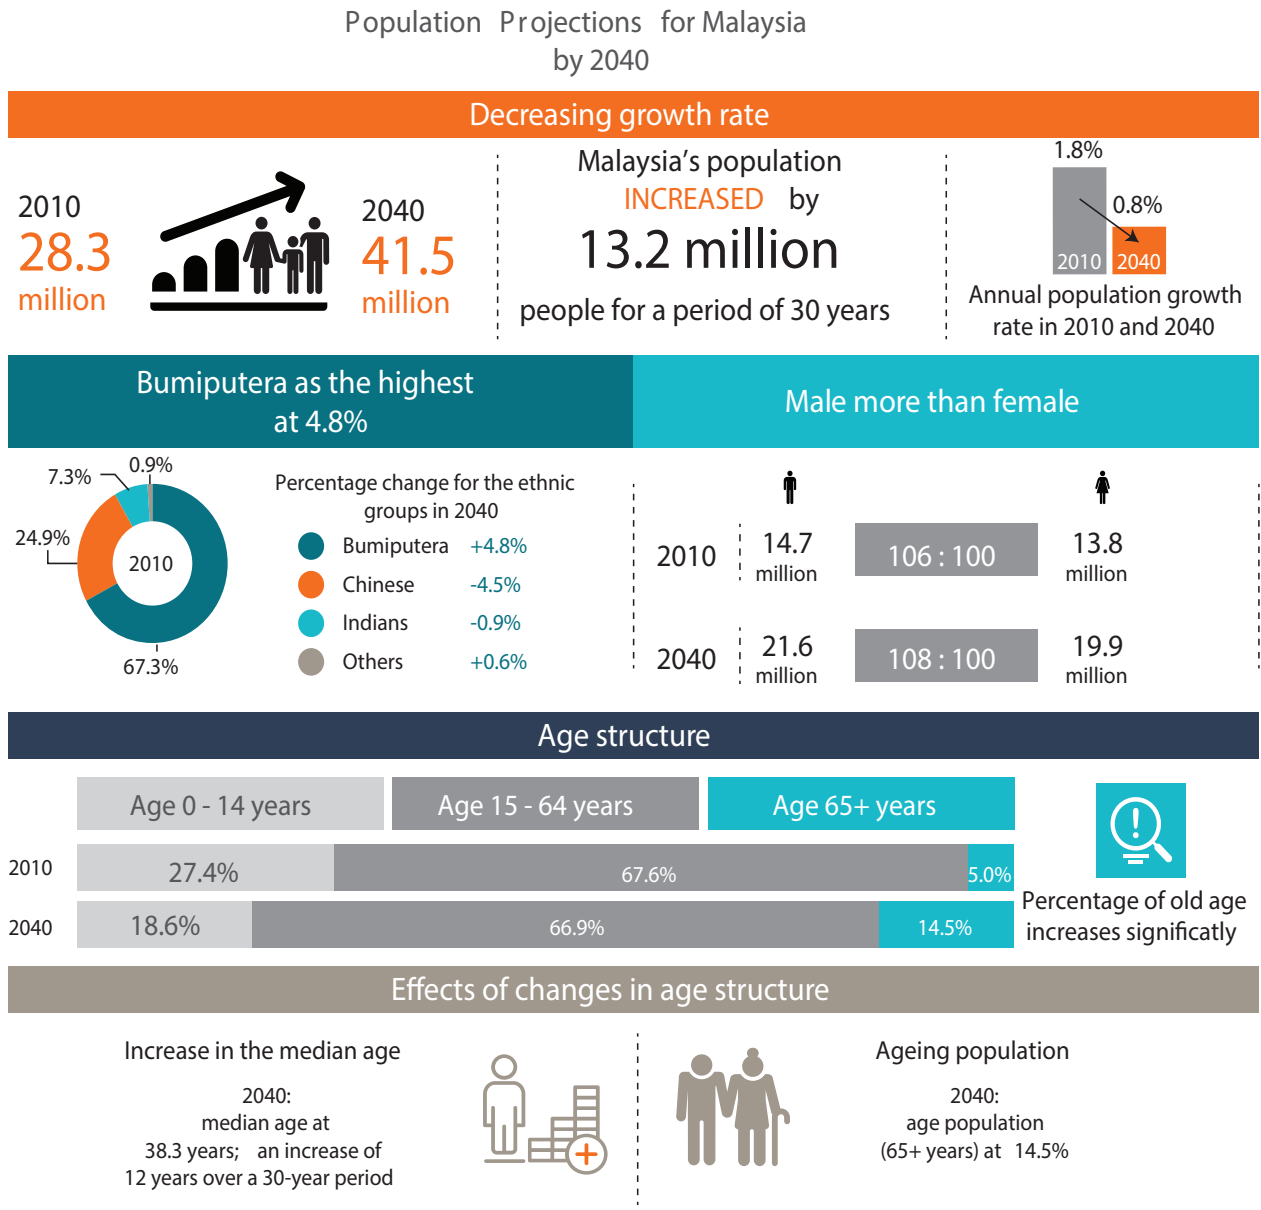 Population Projections for Malaysia
by 2040
Decreasing growth rate
2010
28.3
million
2040
41.5
million
Malaysia's population
INCREASED by
13.2 million
people for a period of 30 years
1.8%
0.8%
2010
2040
Annual population growth
rate in 2010 and 2040
Bumiputera as the highest
at 4.8%
0.9%
7.3%
24.9%
2010
67.3%
Percentage change for the ethnic
groups in 2040
Bumiputera +4.8%
Chinese -4.5%
Indians -0.9%
Others +0.6%
Male more than female
2010
14.7
million
106 : 100
13.8
million
2040
21.6
million
108 : 100
19.9
million
Age structure
Age 0 - 14 years
Age 15 - 64 years
Age 65+ years
2010 27.4% 67.6% 5.0%
2040 18.6% 66.9% 14.5%
!
Percentage of old age
increases significatly
Effects of changes in age structure
Increase in the median age
2040:
median age at
38.3 years; an increase of
12 years over a 30-year period
Ageing population
2040:
age population
(65+ years) at 14.5%